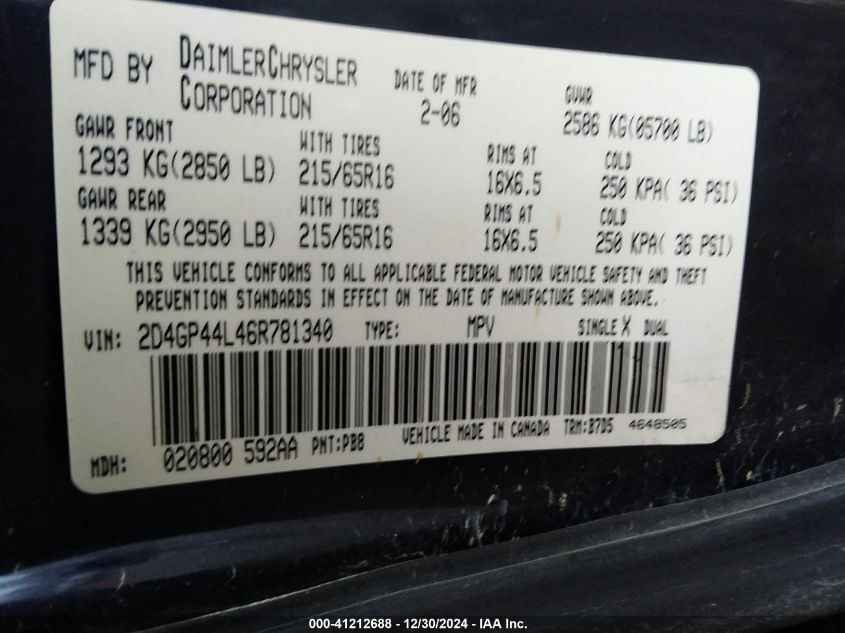 MFD BY DAIMLERCHRYSLER CORPORATION DATE OF MFR 2-06 GVWR 2586 KG(05700 LB)
GAWR FRONT WITH TIRES RIMS AT COLD
1293 KG(2850 LB) 215/65R16 16X6.5 250 KPA( 36 PSI)
GAWR REAR WITH TIRES RIMS AT COLD
1339 KG(2950 LB) 215/65R16 16X6.5 250 KPA( 36 PSI)
THIS VEHICLE CONFORMS TO ALL APPLICABLE FEDERAL MOTOR VEHICLE SAFETY AND THEFT
PREVENTION STANDARDS IN EFFECT ON THE DATE OF MANUFACTURE SHOWN ABOVE.
VIN: 2D4GP44L46R781340 TYPE: MPV SINGLE X DUAL
MDH: 020800 592AA PNT:PB8 VEHICLE MADE IN CANADA TRM:B7D5 4648505
000-41212688 - 12/30/2024 - IAA Inc.